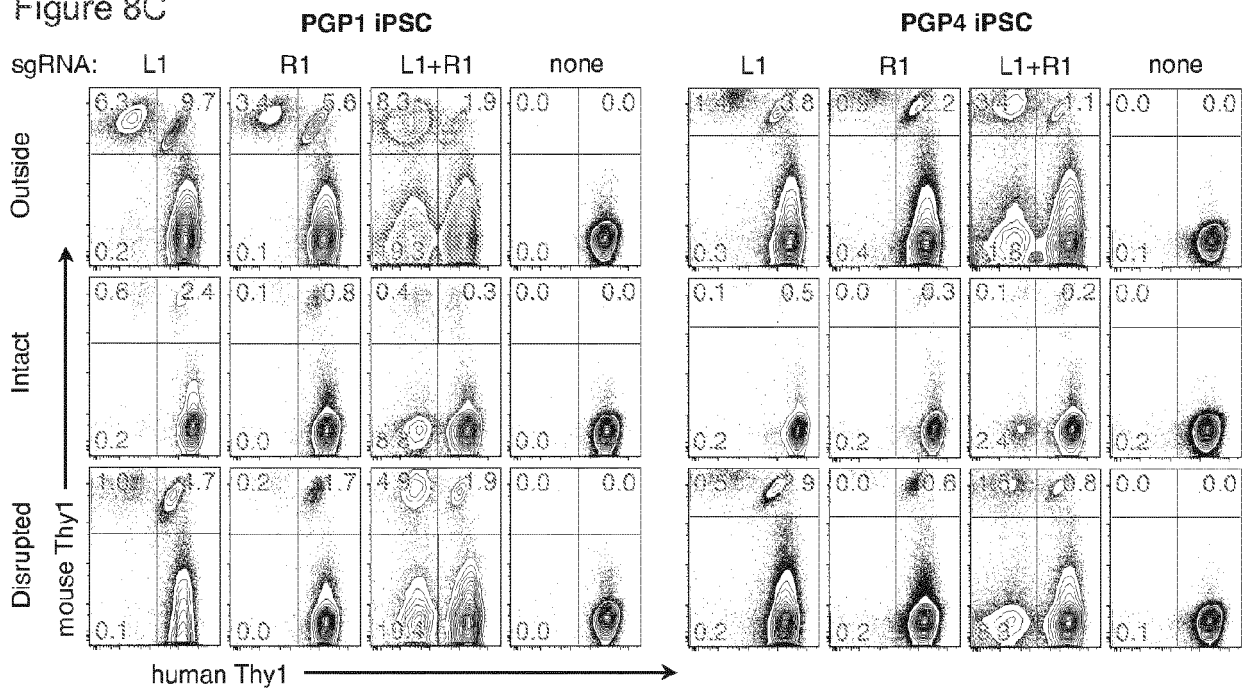 Figure 8C
PGP1 iPSC PGP4 iPSC
sgRNA: L1 R1 L1+R1 none L1 R1 L1+R1 none
Outside
6.3 9.7 3.4 5.6 8.3 1.9 0.0 0.0 3.8 2.2 3.4 1.1 0.0 0.0
0.2 0.1 0.0 0.3 0.4 0.1
Intact
0.6 2.4 0.1 0.8 0.4 0.3 0.0 0.0 0.1 0.5 0.0 0.3 0.1 0.2 0.0
0.2 0.0 8.8 0.0 0.2 0.2 2.4 0.2
Disrupted
1.0 4.9 1.9 0.2 1.7 0.0 0.0 0.5 0.0 0.6 0.8 0.0 0.0
0.1 0.0 0.0 0.2 0.2 0.1
mouse Thy1
human Thy1